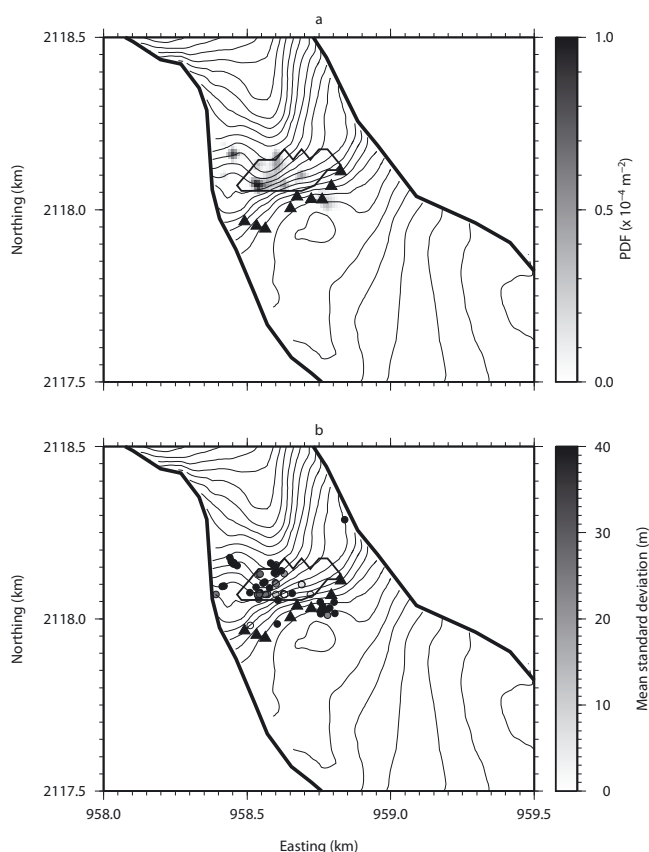 a
2118.5
2118.0
2117.5
Northing (km)
1.0
0.5
0.0
PDF (x 10⁻⁴ m⁻²)
b
2118.5
2118.0
2117.5
Northing (km)
958.0
958.5
959.0
959.5
Easting (km)
40
30
20
10
0
Mean standard deviation (m)